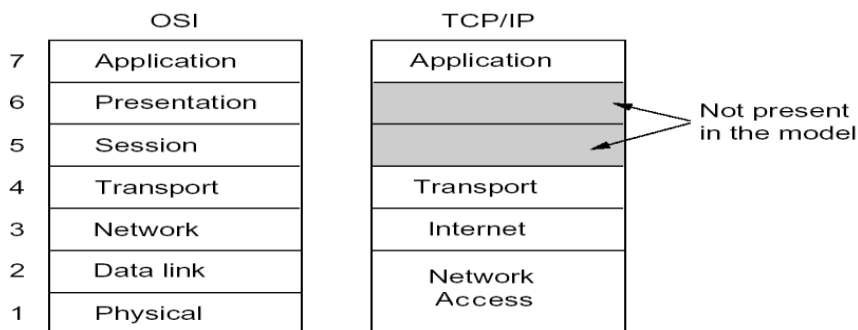 OSI
TCP/IP
7
Application
Application
6
Presentation
Not present
in the model
5
Session
4
Transport
Transport
3
Network
Internet
2
Data link
Network
Access
1
Physical